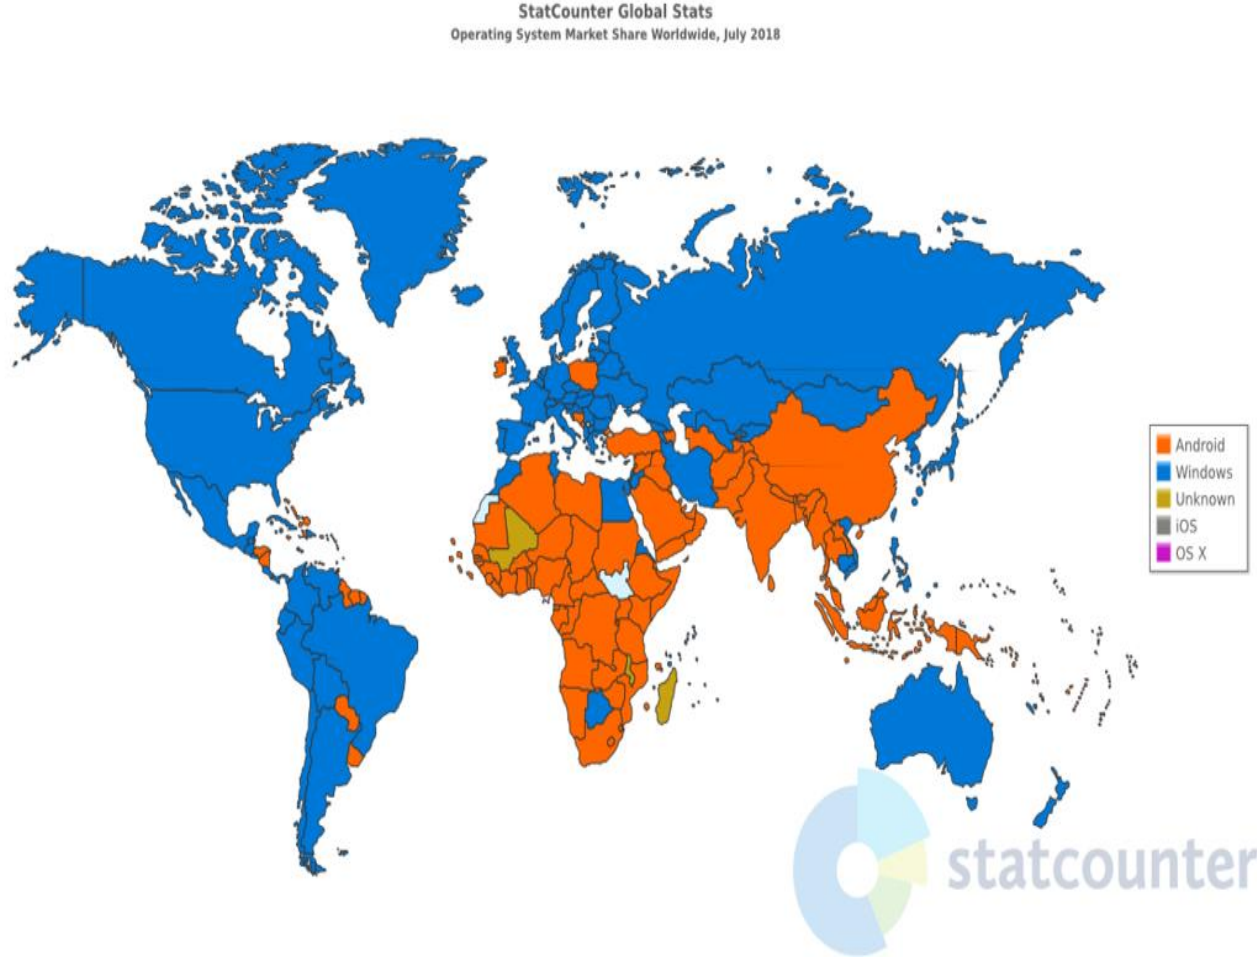 StatCounter Global Stats
Operating System Market Share Worldwide, July 2018
Android
Windows
Unknown
iOS
OS X
statcounter